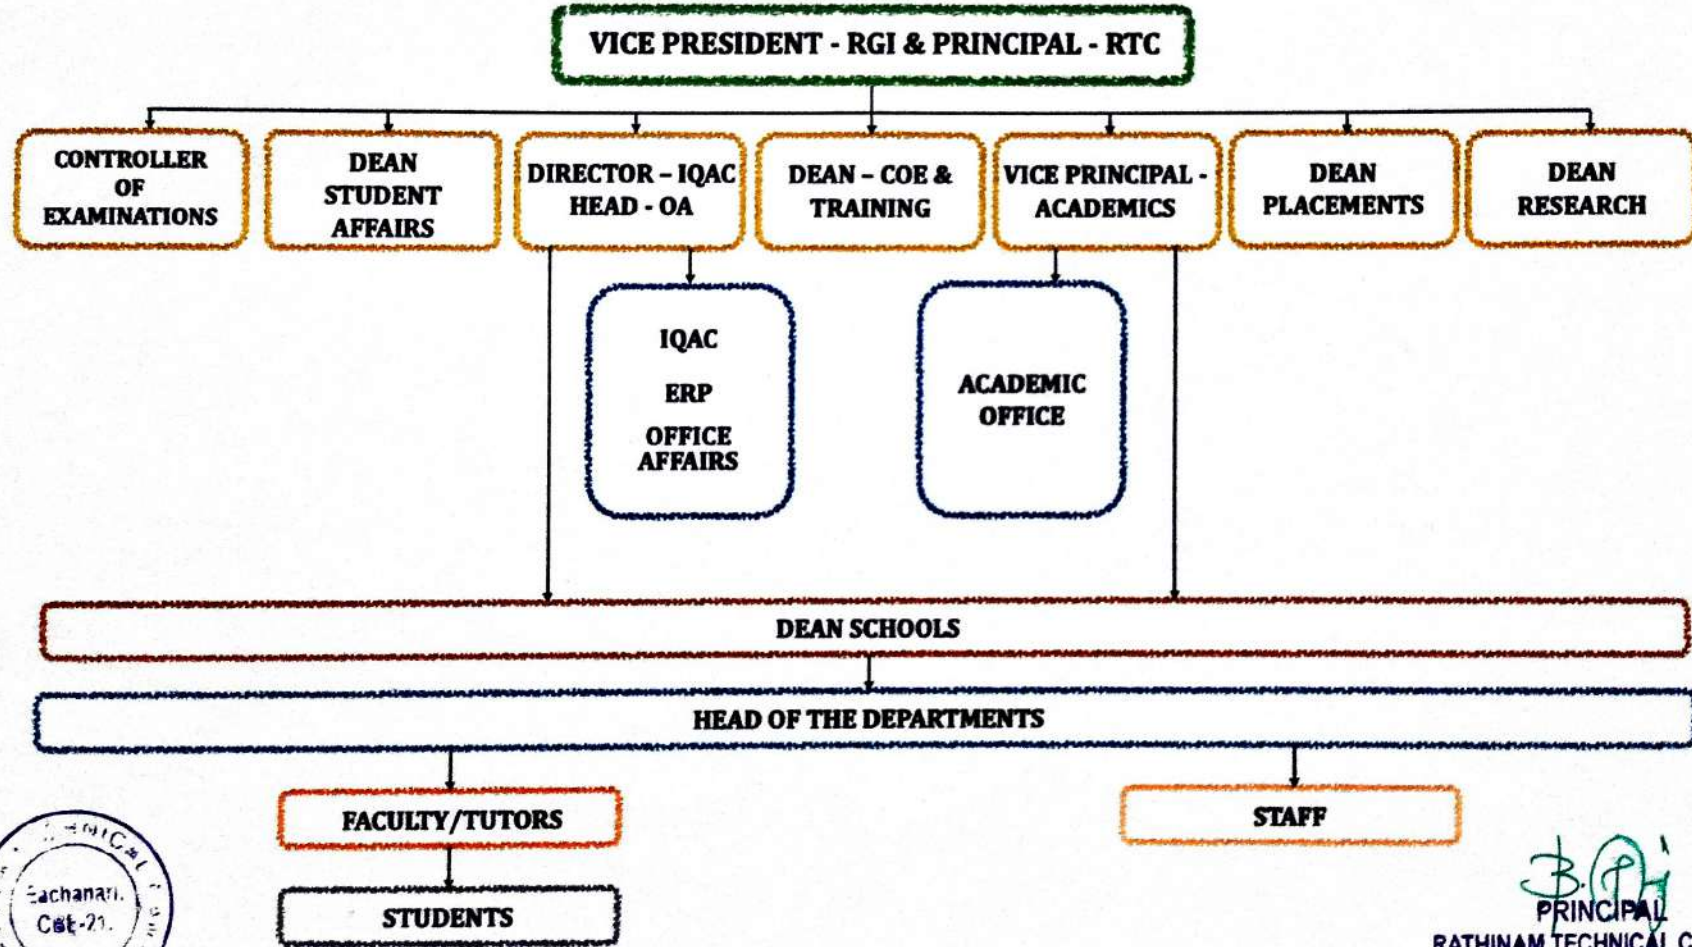 VICE PRESIDENT - RGI & PRINCIPAL - RTC
CONTROLLER
OF
EXAMINATIONS
DEAN
STUDENT
AFFAIRS
DIRECTOR – IQAC
HEAD - OA
DEAN – COE &
TRAINING
VICE PRINCIPAL -
ACADEMICS
DEAN
PLACEMENTS
DEAN
RESEARCH
IQAC
ERP
OFFICE
AFFAIRS
ACADEMIC
OFFICE
DEAN SCHOOLS
HEAD OF THE DEPARTMENTS
FACULTY/TUTORS
STAFF
STUDENTS
PRINCIPAL
RATHINAM TECHNICAL